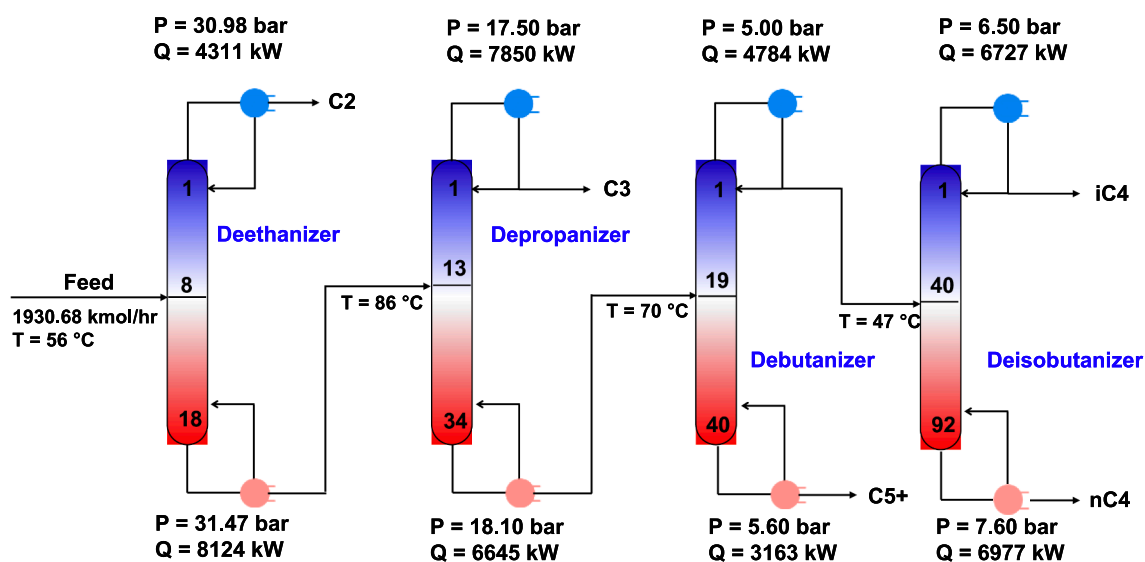 P = 30.98 bar
Q = 4311 kW
P = 17.50 bar
Q = 7850 kW
P = 5.00 bar
Q = 4784 kW
P = 6.50 bar
Q = 6727 kW
C2
1
Deethanizer
8
18
Feed
1930.68 kmol/hr
T = 56 °C
C3
1
Depropanizer
13
34
T = 86 °C
1
19
40
T = 70 °C
Debutanizer
C5+
iC4
1
40
92
T = 47 °C
Deisobutanizer
nC4
P = 31.47 bar
Q = 8124 kW
P = 18.10 bar
Q = 6645 kW
P = 5.60 bar
Q = 3163 kW
P = 7.60 bar
Q = 6977 kW